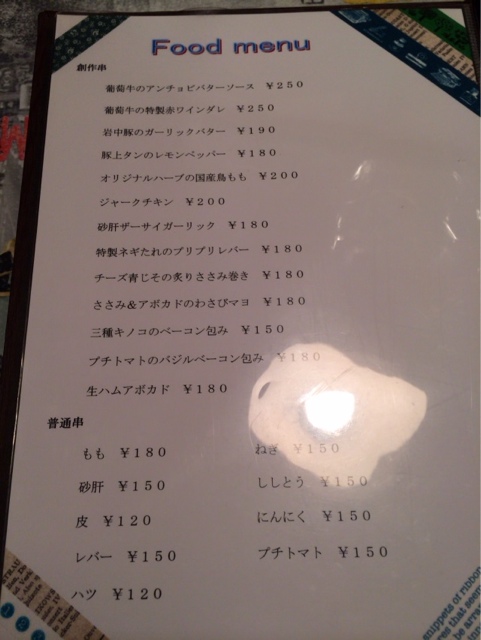 Food menu
創作串
葡萄牛のアンチョビバターソース ￥250
葡萄牛の特製赤ワインダレ ￥250
岩中豚のガーリックバター ￥190
豚上タンのレモンペッパー ￥180
オリジナルハーブの国産鳥もも ￥200
ジャークチキン ￥200
砂肝ザーサイガーリック ￥180
特製ネギたれのプリプリレバー ￥180
チーズ青じその炙りささみ巻き ￥180
ささみ＆アボカドのわさびマヨ ￥180
三種キノコのベーコン包み ￥150
プチトマトのバジルベーコン包み ￥180
生ハムアボカド ￥180
普通串
もも ￥180
砂肝 ￥150
皮 ￥120
レバー ￥150
ハツ ￥120
ねぎ ￥150
ししとう ￥150
にんにく ￥150
プチトマト ￥150